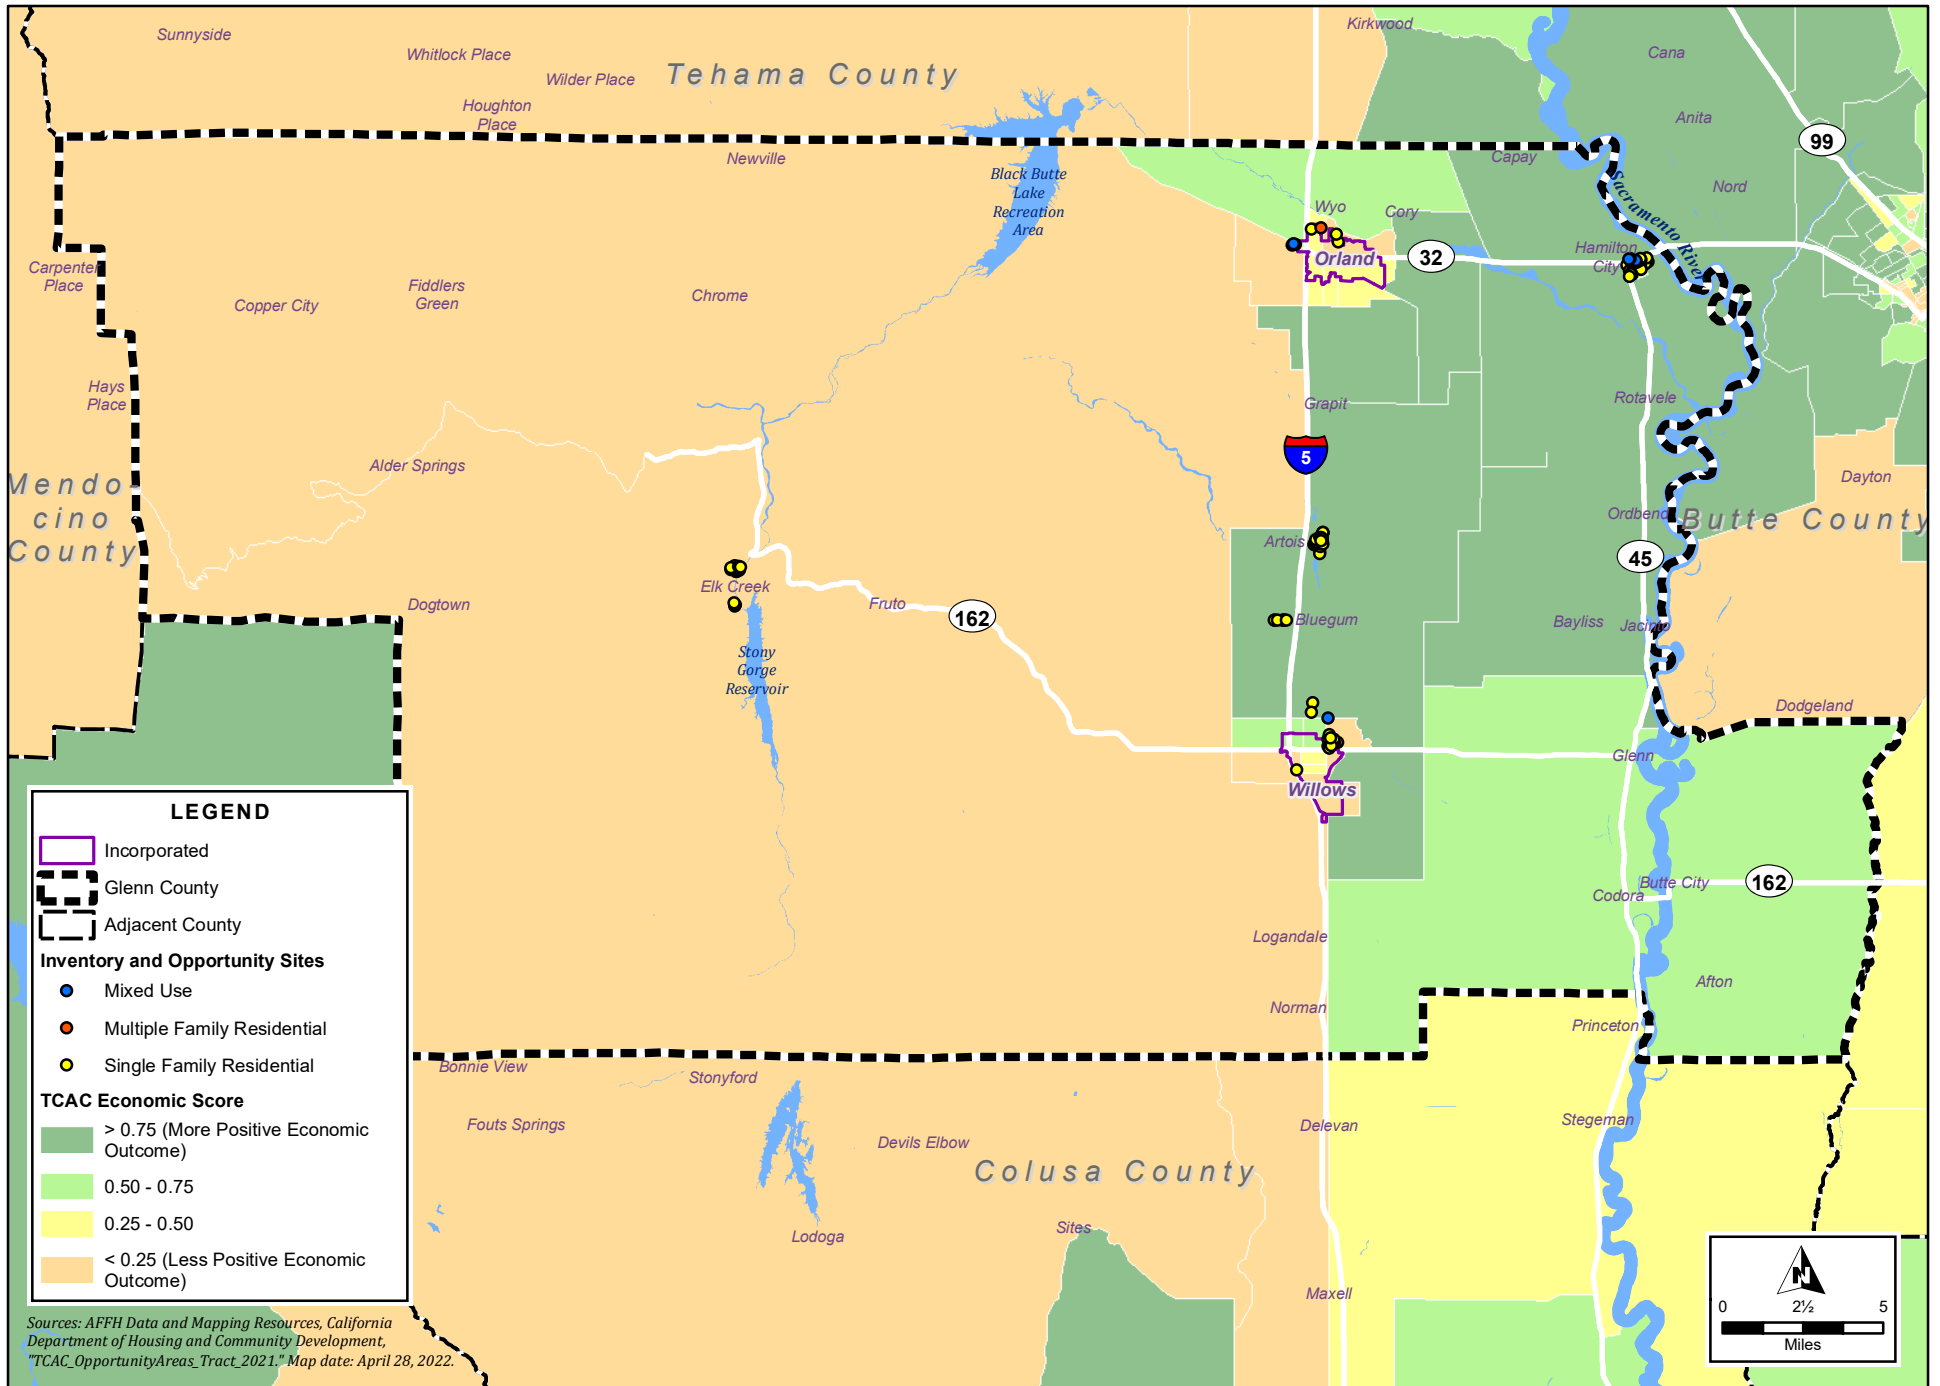 Sunnyside
Whitlock Place
Wilder Place
Houghton
Place
Tehama County
Kirkwood
Cana
Anita
99
Nord
Newville
Capay
Black Butte
Lake
Recreation
Area
Wyo
Cory
Sacramento River
Hamilton
City
Orland
32
Carpenter
Place
Copper City
Fiddlers
Green
Chrome
Hays
Place
Grapit
Rotavele
5
Alder Springs
Mendo-
cino
County
Dayton
Ordbend
Butte County
Artois
45
Elk Creek
Dogtown
Fruto
162
Bluegum
Bayliss
Jacinto
Stony
Gorge
Reservoir
Dodgeland
Glenn
Willows
Butte City
162
Codora
Logandale
Afton
Norman
Princeton
Bonnie View
Stonyford
Fouts Springs
Devils Elbow
Delevan
Stegeman
Colusa County
Lodoga
Sites
Maxell
LEGEND
Incorporated
Glenn County
Adjacent County
Inventory and Opportunity Sites
Mixed Use
Multiple Family Residential
Single Family Residential
TCAC Economic Score
> 0.75 (More Positive Economic
Outcome)
0.50 - 0.75
0.25 - 0.50
< 0.25 (Less Positive Economic
Outcome)
Sources: AFFH Data and Mapping Resources, California
Department of Housing and Community Development,
"TCAC_OpportunityAreas_Tract_2021." Map date: April 28, 2022.
N
0 2½ 5
Miles